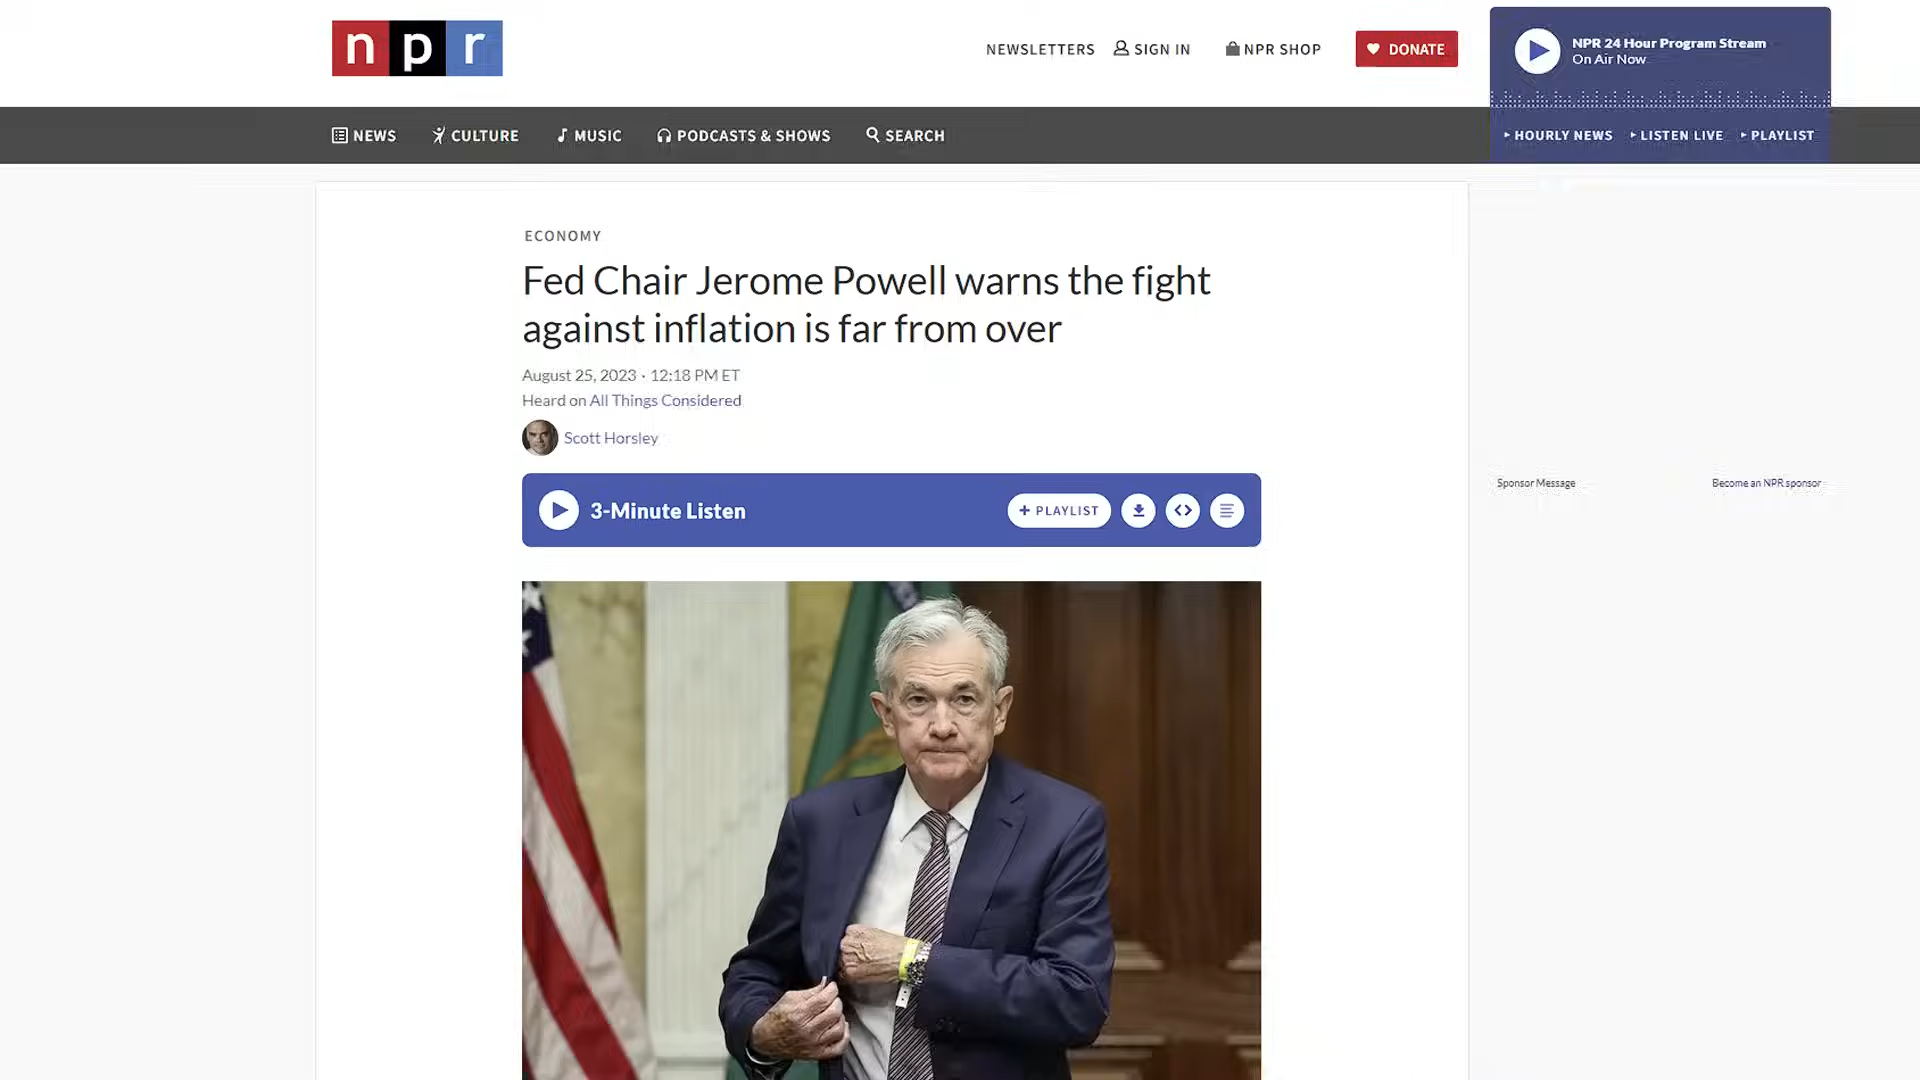 npr
NEWSLETTERS SIGN IN NPR SHOP DONATE
NPR 24 Hour Program Stream
On Air Now
NEWS CULTURE MUSIC PODCASTS & SHOWS SEARCH
HOURLY NEWS LISTEN LIVE PLAYLIST
ECONOMY
Fed Chair Jerome Powell warns the fight
against inflation is far from over
August 25, 2023 · 12:18 PM ET
Heard on All Things Considered
Scott Horsley
Sponsor Message Become an NPR sponsor
3-Minute Listen + PLAYLIST